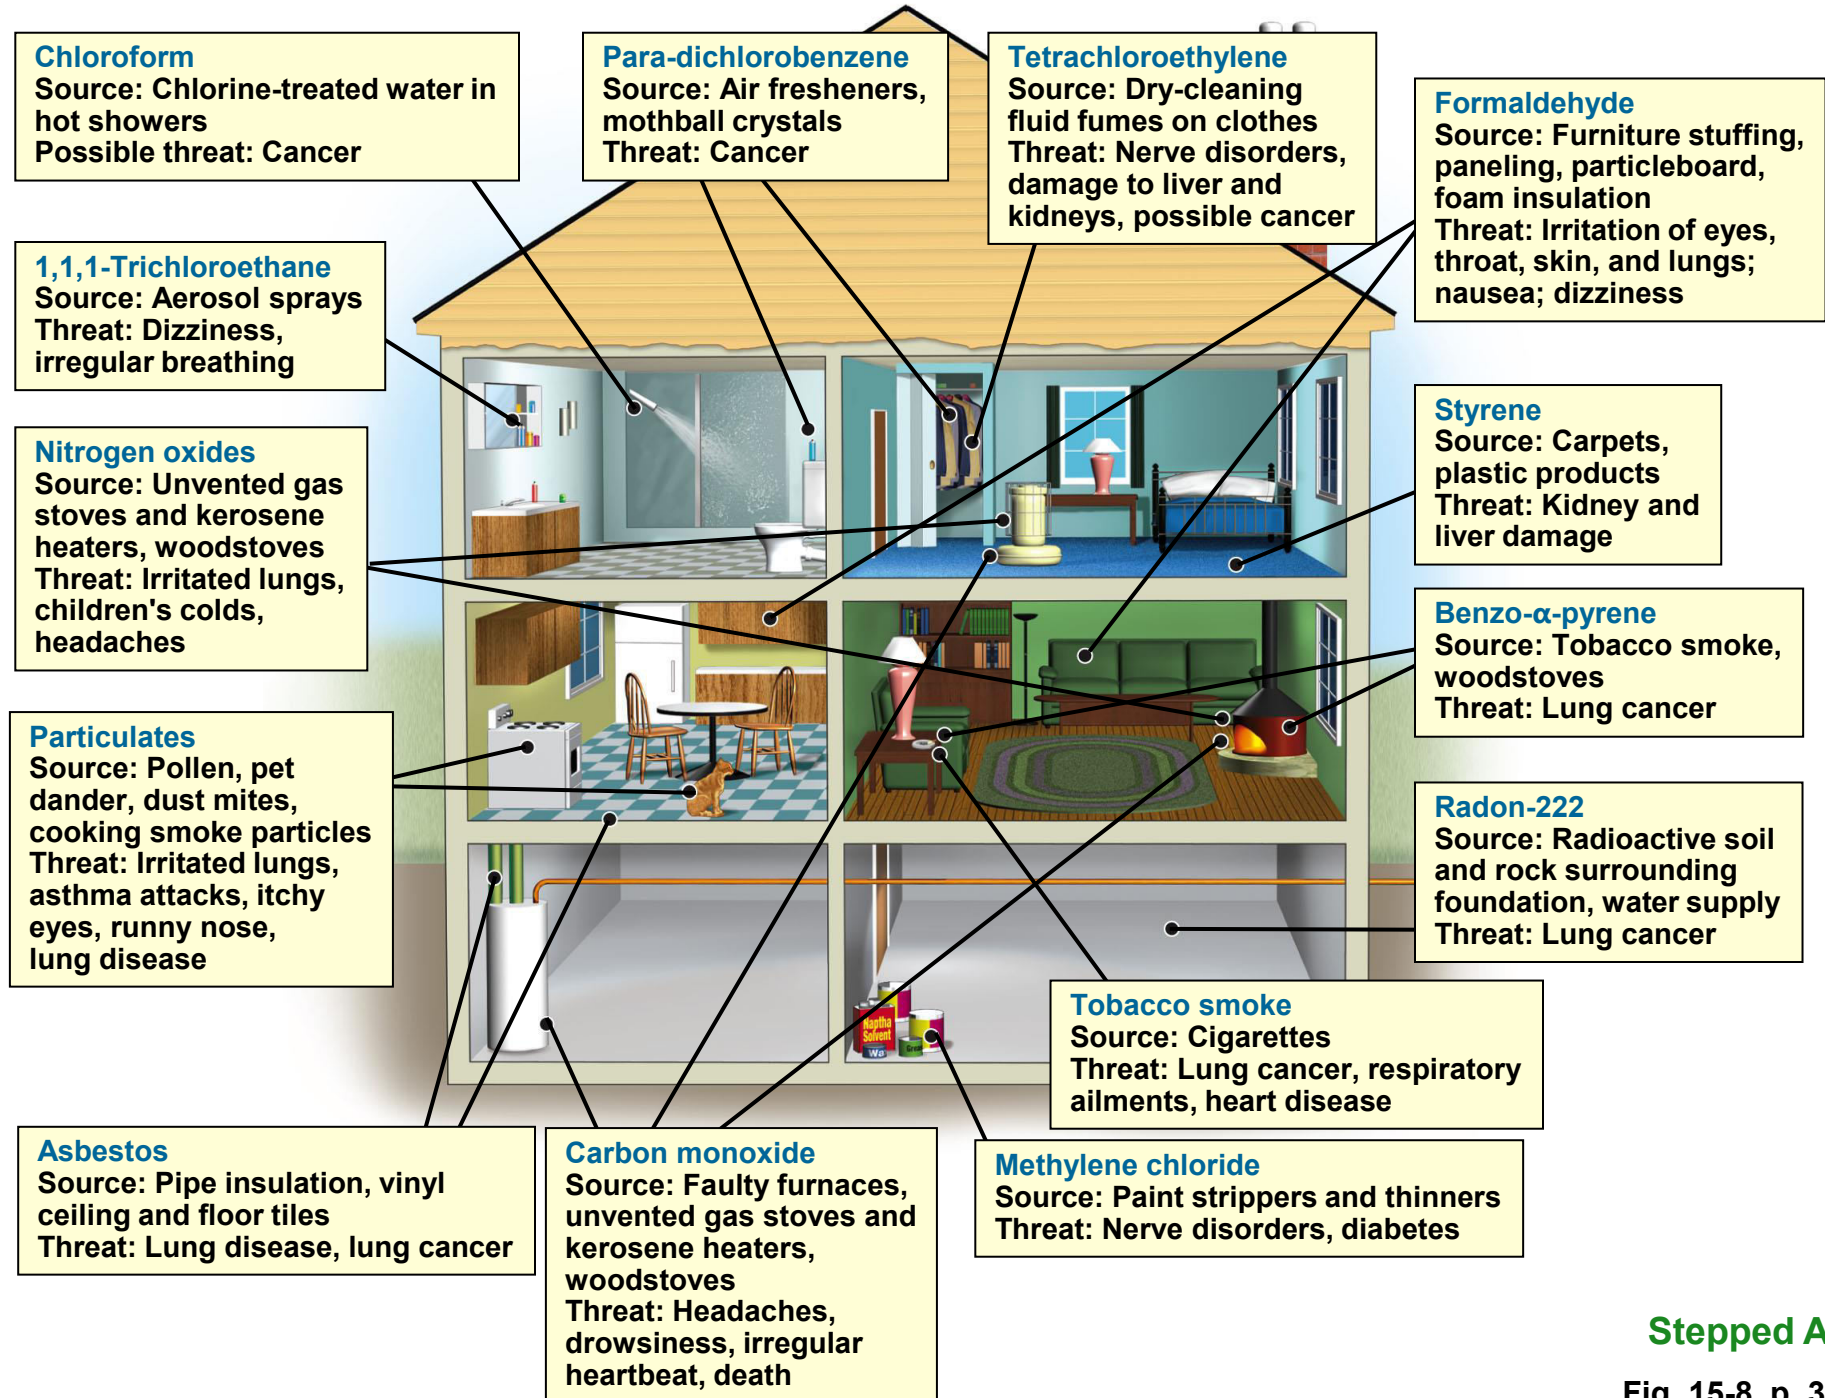 Chloroform
Source: Chlorine-treated water in
hot showers
Possible threat: Cancer
Para-dichlorobenzene
Source: Air fresheners,
mothball crystals
Threat: Cancer
Tetrachloroethylene
Source: Dry-cleaning
fluid fumes on clothes
Threat: Nerve disorders,
damage to liver and
kidneys, possible cancer
Formaldehyde
Source: Furniture stuffing,
paneling, particleboard,
foam insulation
Threat: Irritation of eyes,
throat, skin, and lungs;
nausea; dizziness
1,1,1-Trichloroethane
Source: Aerosol sprays
Threat: Dizziness,
irregular breathing
Styrene
Source: Carpets,
plastic products
Threat: Kidney and
liver damage
Nitrogen oxides
Source: Unvented gas
stoves and kerosene
heaters, woodstoves
Threat: Irritated lungs,
children's colds,
headaches
Benzo-α-pyrene
Source: Tobacco smoke,
woodstoves
Threat: Lung cancer
Particulates
Source: Pollen, pet
dander, dust mites,
cooking smoke particles
Threat: Irritated lungs,
asthma attacks, itchy
eyes, runny nose,
lung disease
Radon-222
Source: Radioactive soil
and rock surrounding
foundation, water supply
Threat: Lung cancer
Naptha
Solvent
Wa
Grea
Tobacco smoke
Source: Cigarettes
Threat: Lung cancer, respiratory
ailments, heart disease
Asbestos
Source: Pipe insulation, vinyl
ceiling and floor tiles
Threat: Lung disease, lung cancer
Carbon monoxide
Source: Faulty furnaces,
unvented gas stoves and
kerosene heaters,
woodstoves
Threat: Headaches,
drowsiness, irregular
heartbeat, death
Methylene chloride
Source: Paint strippers and thinners
Threat: Nerve disorders, diabetes
Stepped A
Fig. 15-8, p. 3